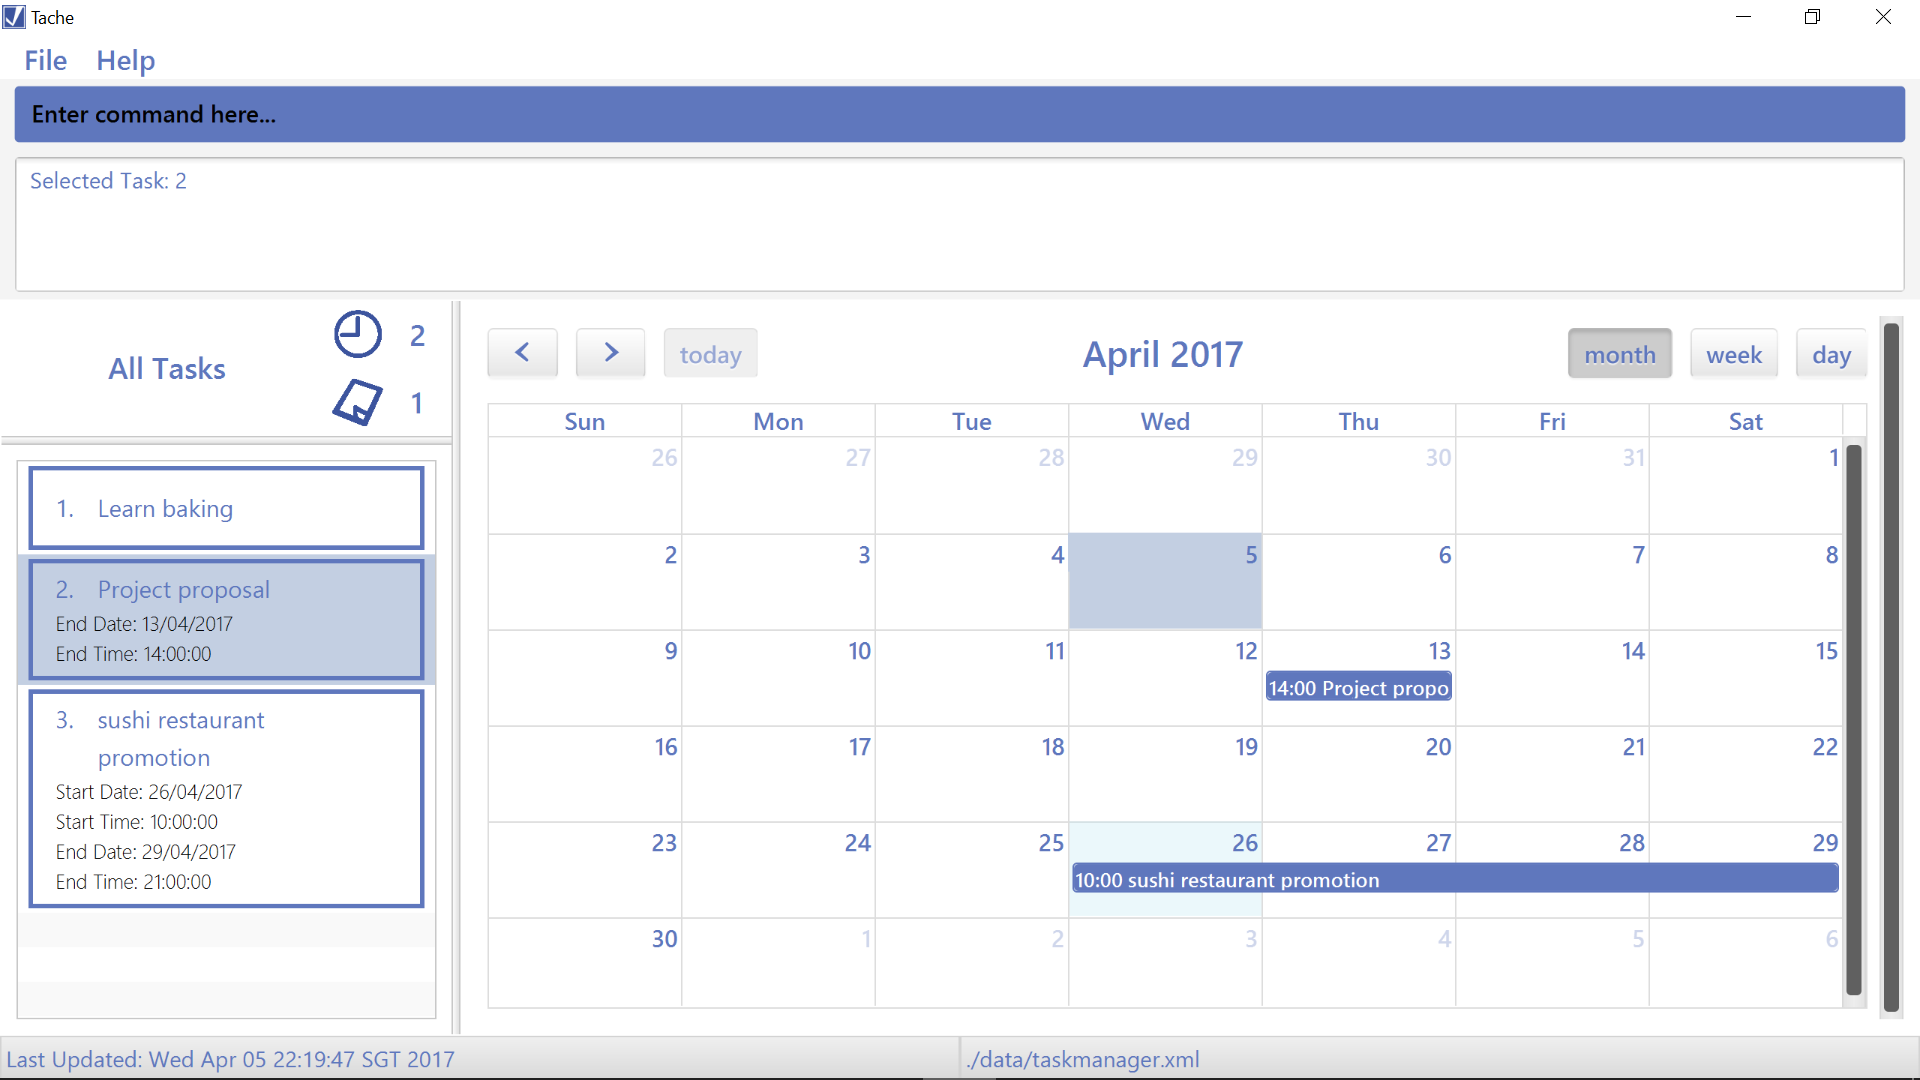 Tache
File Help
Enter command here...
Selected Task: 2
All Tasks
2
1
1. Learn baking
2. Project proposal
End Date: 13/04/2017
End Time: 14:00:00
3. sushi restaurant
promotion
Start Date: 26/04/2017
Start Time: 10:00:00
End Date: 29/04/2017
End Time: 21:00:00
today April 2017 month week day
Sun Mon Tue Wed Thu Fri Sat
26 27 28 29 30 31 1
2 3 4 5 6 7 8
9 10 11 12 13 14 15
14:00 Project propo
16 17 18 19 20 21 22
23 24 25 26 27 28 29
10:00 sushi restaurant promotion
30 1 2 3 4 5 6
Last Updated: Wed Apr 05 22:19:47 SGT 2017
./data/taskmanager.xml